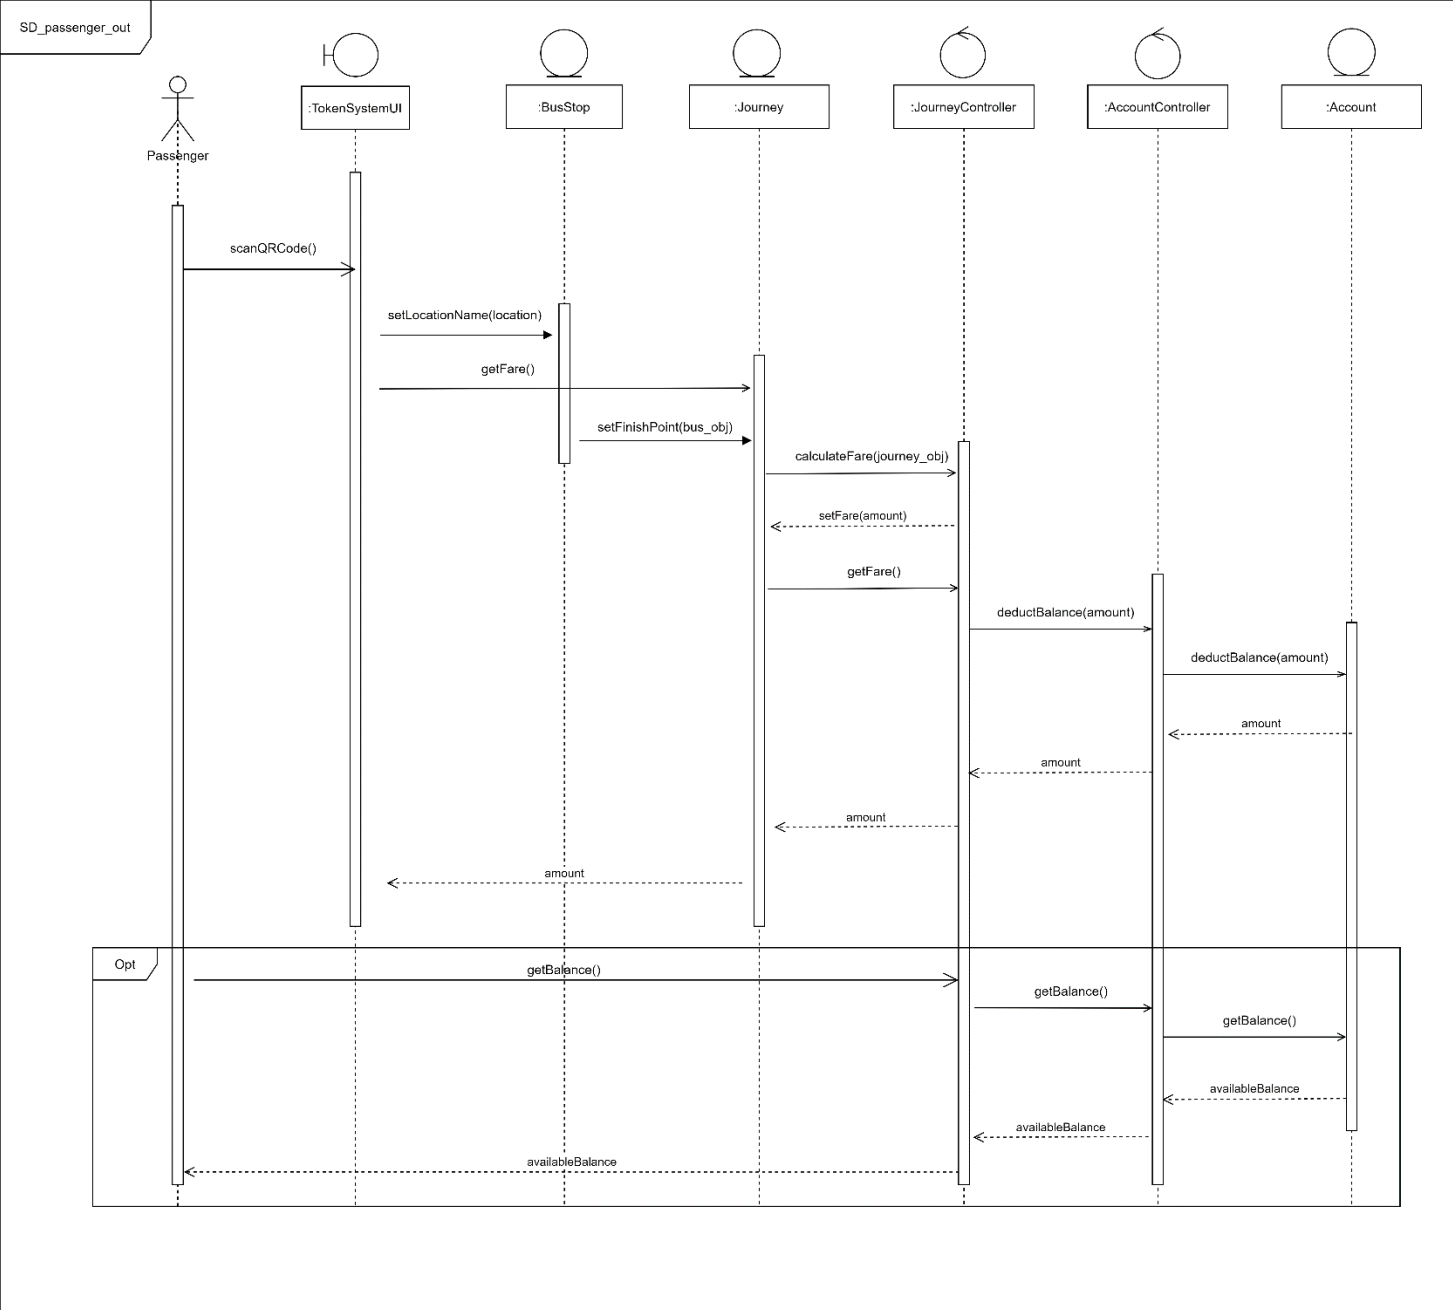 SD_passenger_out
:TokenSystemUI
:BusStop
:Journey
:JourneyController
:AccountController
:Account
Passenger
scanQRCode()
setLocationName(location)
getFare()
setFinishPoint(bus_obj)
calculateFare(journey_obj)
setFare(amount)
getFare()
deductBalance(amount)
deductBalance(amount)
amount
amount
amount
amount
Opt
getBalance()
getBalance()
getBalance()
availableBalance
availableBalance
availableBalance